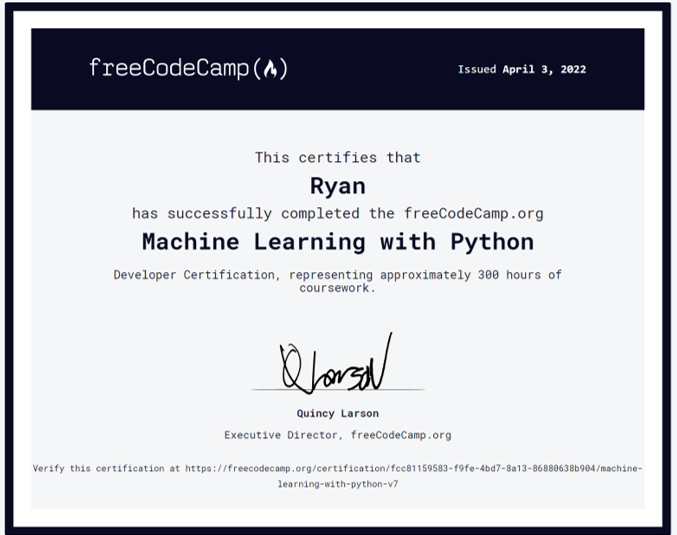 freeCodeCamp(🔥)
Issued April 3, 2022
This certifies that
Ryan
has successfully completed the freeCodeCamp.org
Machine Learning with Python
Developer Certification, representing approximately 300 hours of
coursework.
QLarson
Quincy Larson
Executive Director, freeCodeCamp.org
Verify this certification at https://freecodecamp.org/certification/fcc81159583-f9fe-4bd7-8a13-86880638b904/machine-
learning-with-python-v7